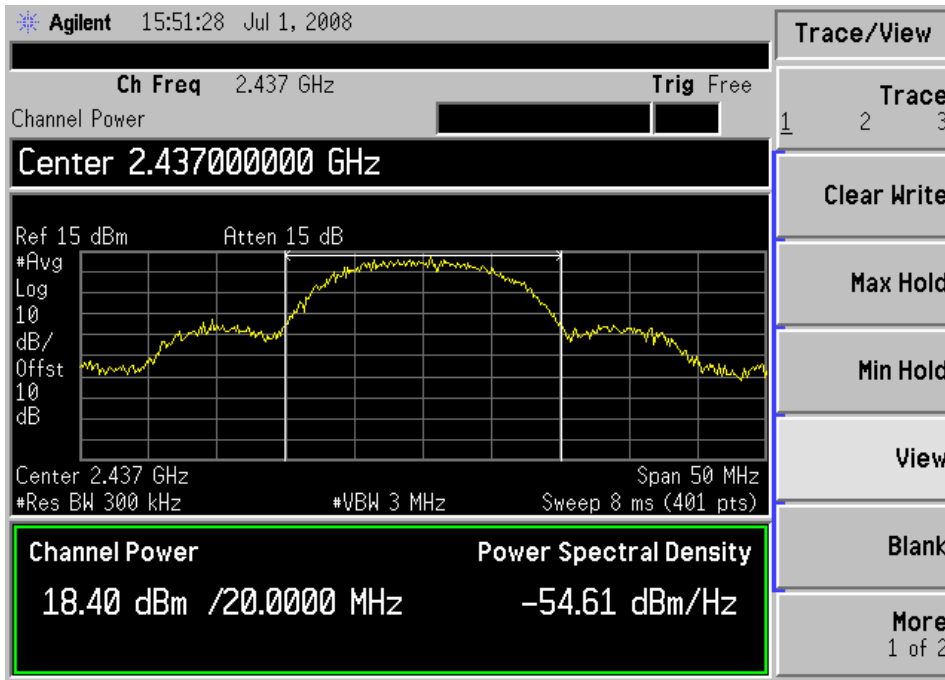 Agilent 15:51:28 Jul 1, 2008
Trace/View
Ch Freq 2.437 GHz Trig Free
Channel Power
Center 2.437000000 GHz
Ref 15 dBm Atten 15 dB
#Avg
Log
10
dB/
Offst
10
dB
Center 2.437 GHz Span 50 MHz
#Res BW 300 kHz #VBW 3 MHz Sweep 8 ms (401 pts)
Channel Power Power Spectral Density
18.40 dBm /20.0000 MHz -54.61 dBm/Hz
Trace
1 2 3
Clear Write
Max Hold
Min Hold
View
Blank
More
1 of 2